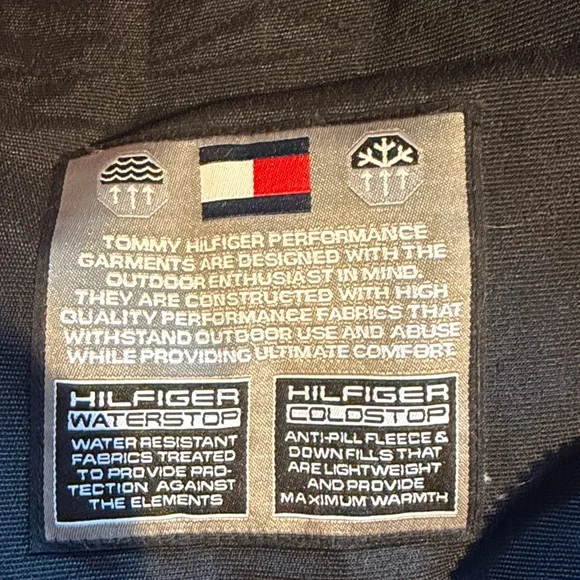 TOMMY HILFIGER PERFORMANCE
GARMENTS ARE DESIGNED WITH THE
OUTDOOR ENTHUSIAST IN MIND.
THEY ARE CONSTRUCTED WITH HIGH
QUALITY PERFORMANCE FABRICS THAT
WITHSTAND OUTDOOR USE AND ABUSE
WHILE PROVIDING ULTIMATE COMFORT
HILFIGER
WATERSTOP
WATER RESISTANT
FABRICS TREATED
TO PROVIDE PRO-
TECTION AGAINST
THE ELEMENTS
HILFIGER
COLDSTOP
ANTI-PILL FLEECE &
DOWN FILLS THAT
ARE LIGHTWEIGHT
AND PROVIDE
MAXIMUM WARMTH